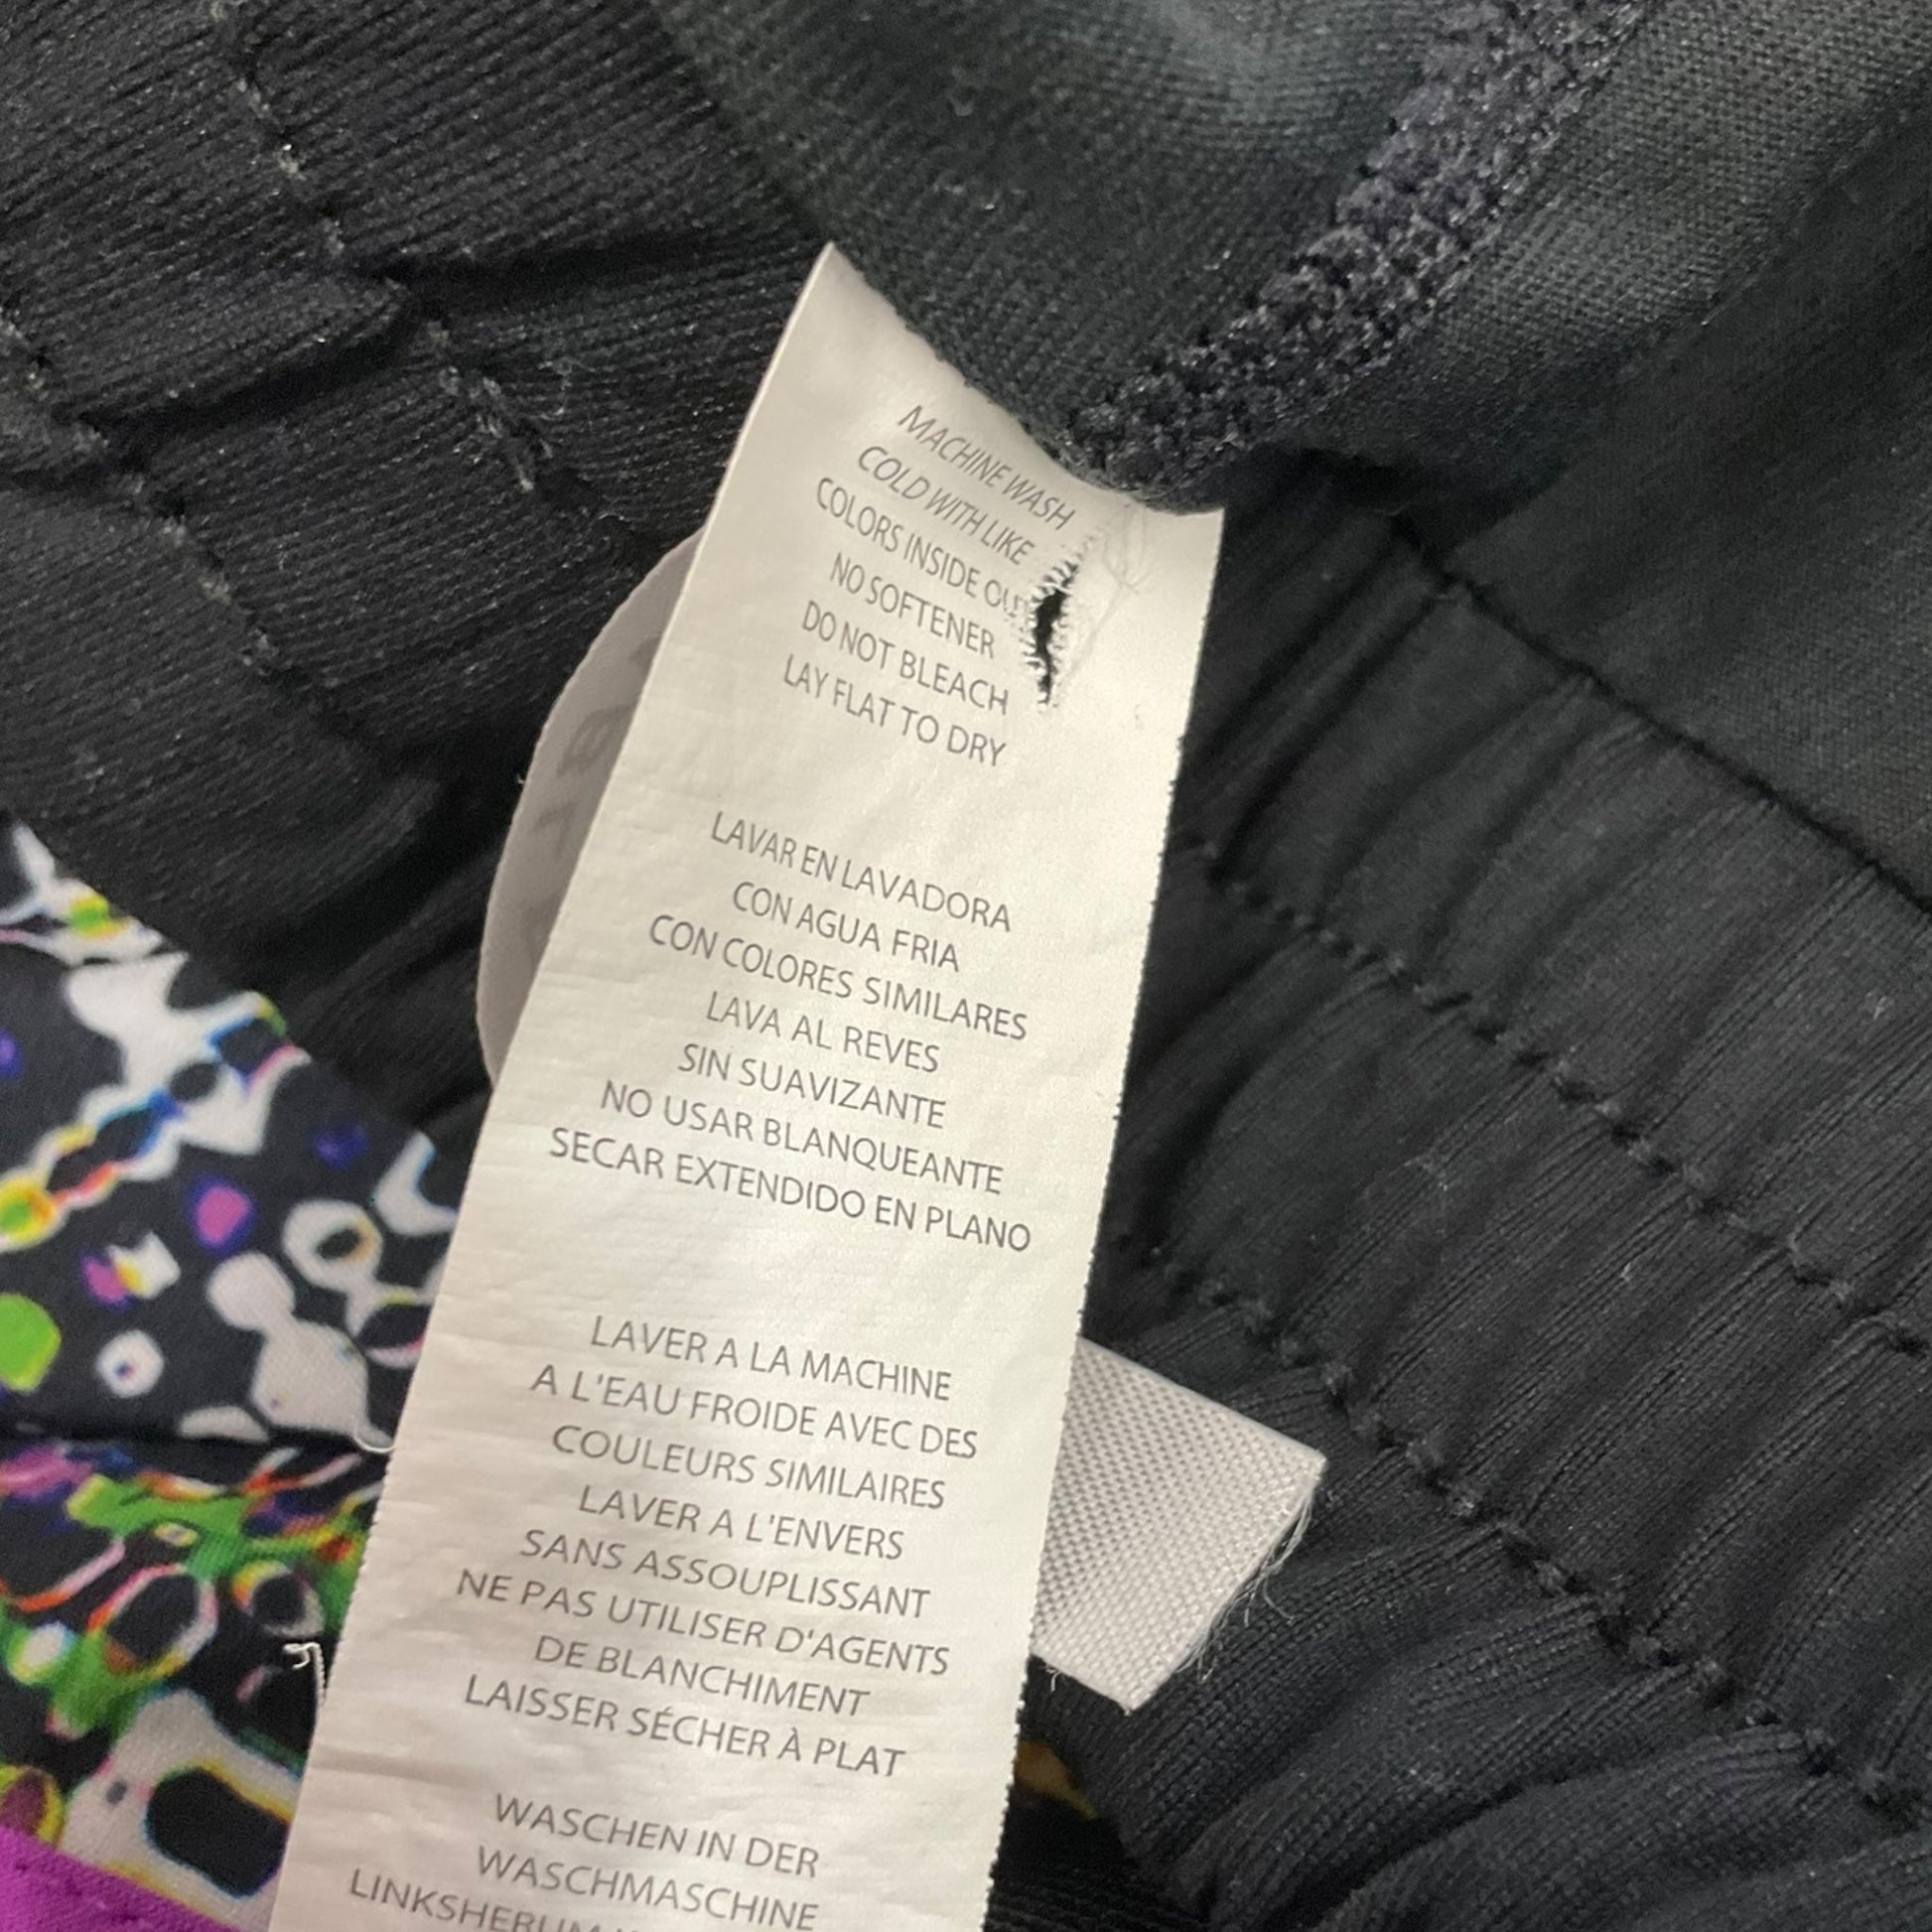 MACHINE WASH
COLD WITH LIKE
COLORS INSIDE OUT
NO SOFTENER
DO NOT BLEACH
LAY FLAT TO DRY
LAVAR EN LAVADORA
CON AGUA FRIA
CON COLORES SIMILARES
LAVA AL REVES
SIN SUAVIZANTE
NO USAR BLANQUEANTE
SECAR EXTENDIDO EN PLANO
LAVER A LA MACHINE
A L'EAU FROIDE AVEC DES
COULEURS SIMILAIRES
LAVER A L'ENVERS
SANS ASSOUPLISSANT
NE PAS UTILISER D'AGENTS
DE BLANCHIMENT
LAISSER SÉCHER À PLAT
WASCHEN IN DER
WASCHMASCHINE
LINKSHERUM